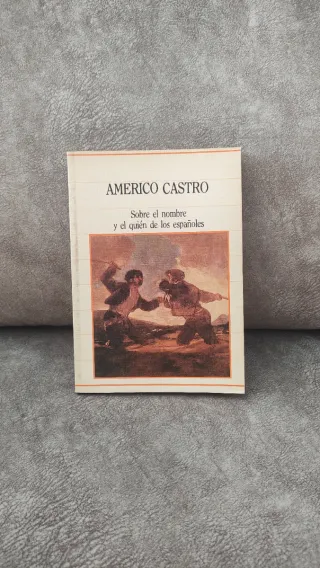 AMERICO CASTRO
Sobre el nombre
y el quién de los españoles